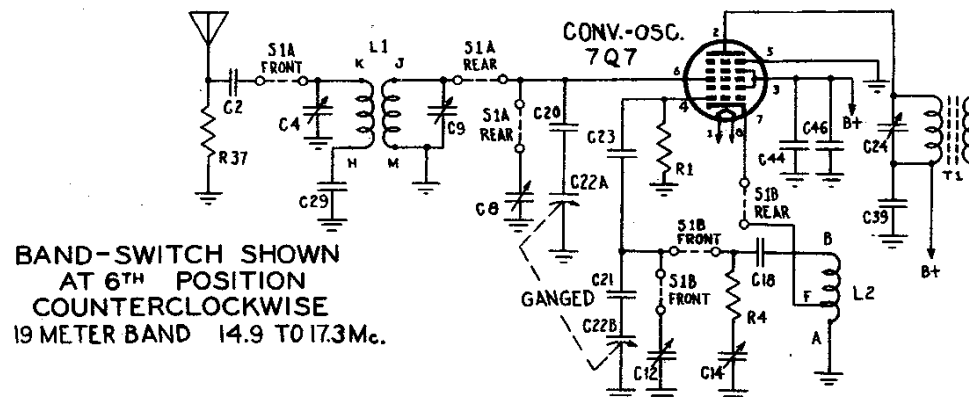 CONV.-OSC.
7Q7
2
5
6
3
4
1
8
7
S1A
FRONT
K
L1
J
S1A
REAR
C2
C4
C9
S1A
REAR
C20
C23
R1
C44
C46
B+
C24
T1
R37
H
M
C29
C8
C22A
S1B
REAR
C39
B+
S1B
FRONT
B
C18
F
L2
A
GANGED
C21
S1B
FRONT
R4
C22B
C12
C14
BAND-SWITCH SHOWN
AT 6TH POSITION
COUNTERCLOCKWISE
19 METER BAND 14.9 TO 17.3Mc.